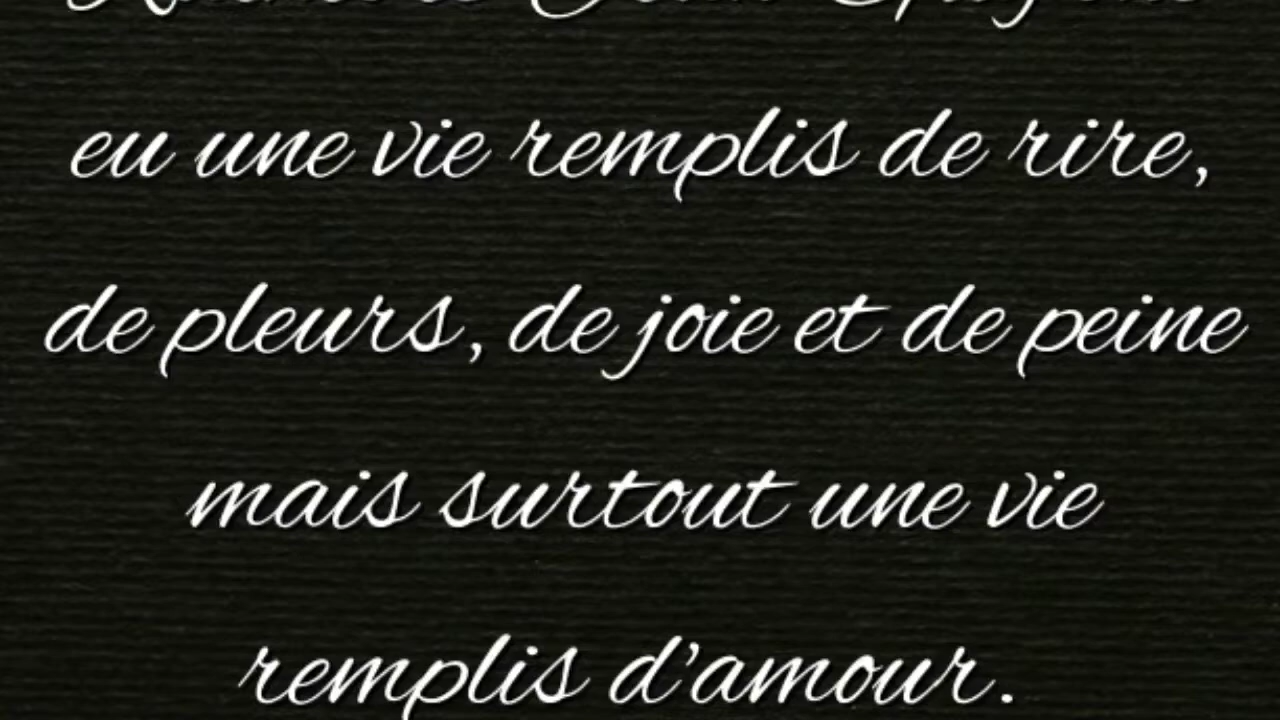 eu une vie remplis de rire,
de pleurs, de joie et de peine
mais surtout une vie
remplis d'amour.